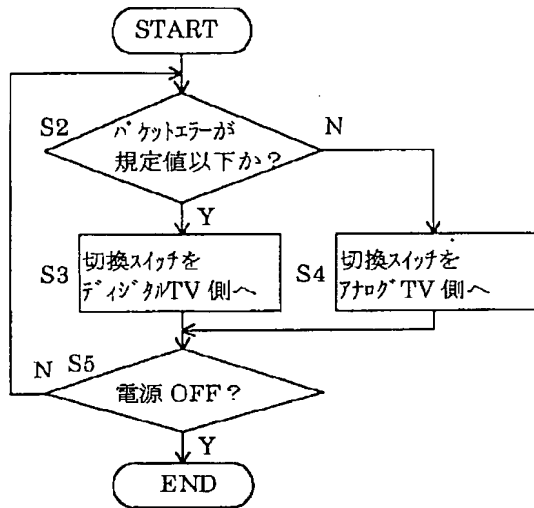 START
S2
パケットエラーが
規定値以下か?
N
Y
S3
切換スイッチを
ディジタルTV側へ
S4
切換スイッチを
アナログTV側へ
N
S5
電源OFF?
Y
END